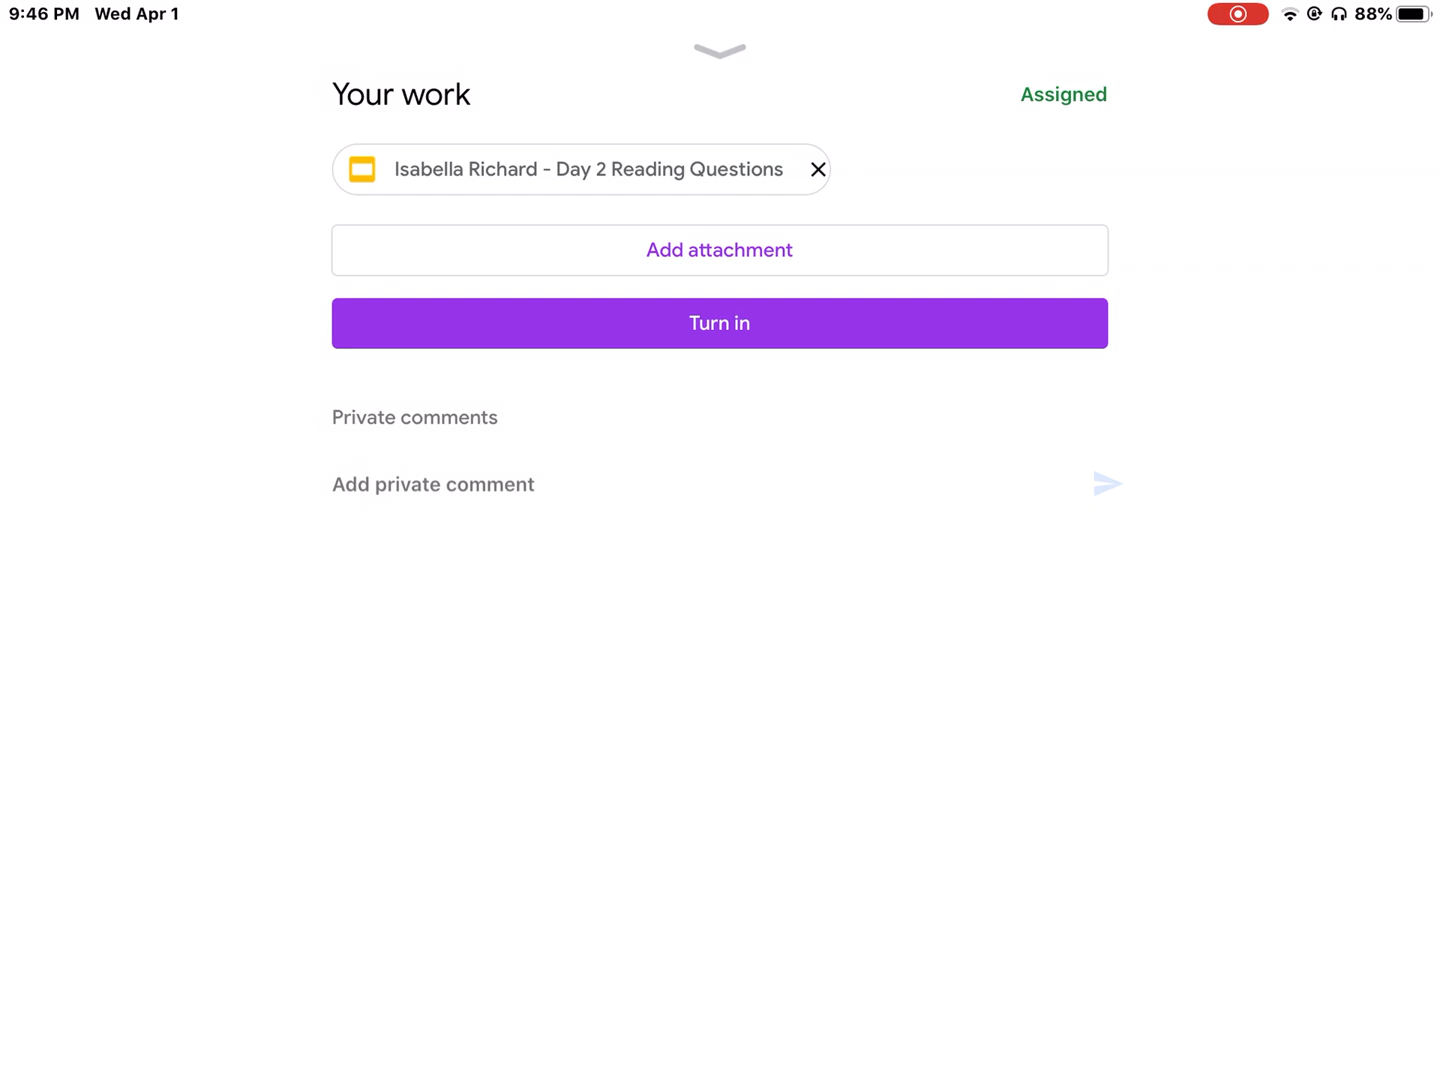 9:46 PM Wed Apr 1
88%
Your work
Assigned
Isabella Richard - Day 2 Reading Questions
Add attachment
Turn in
Private comments
Add private comment